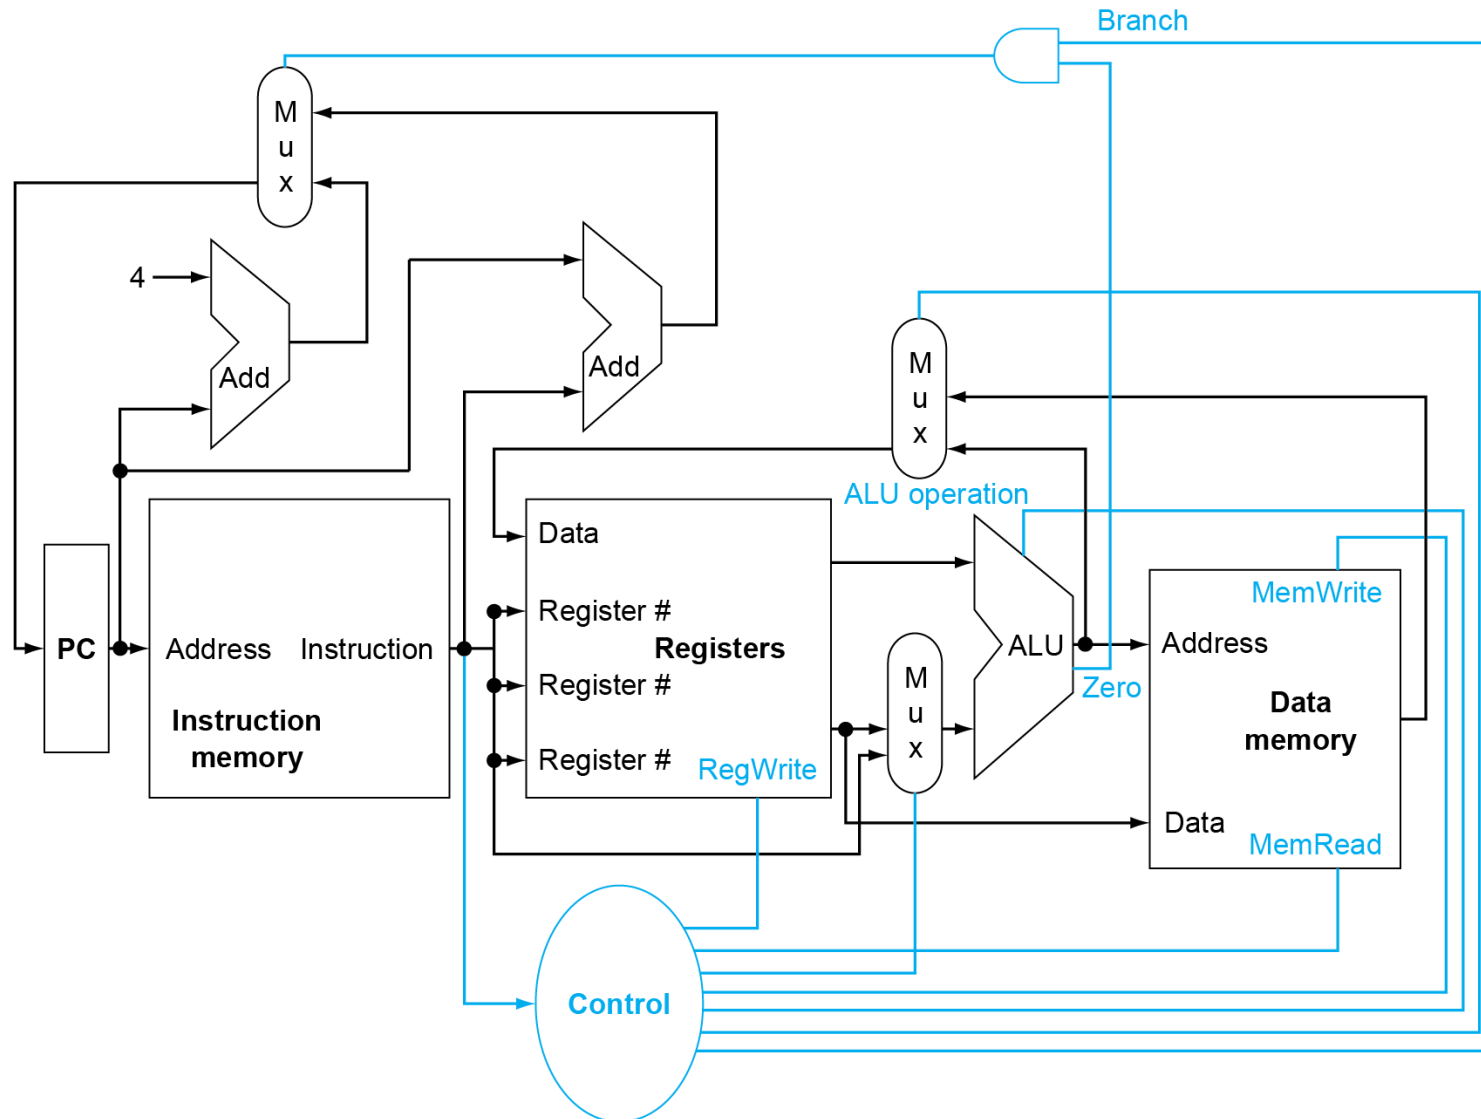 Branch
M
u
x
4
Add
Add
M
u
x
ALU operation
Data
Register #
Registers
Register #
Register #
RegWrite
PC
Address Instruction
Instruction
memory
M
u
x
ALU
Zero
MemWrite
Address
Data
memory
Data
MemRead
Control